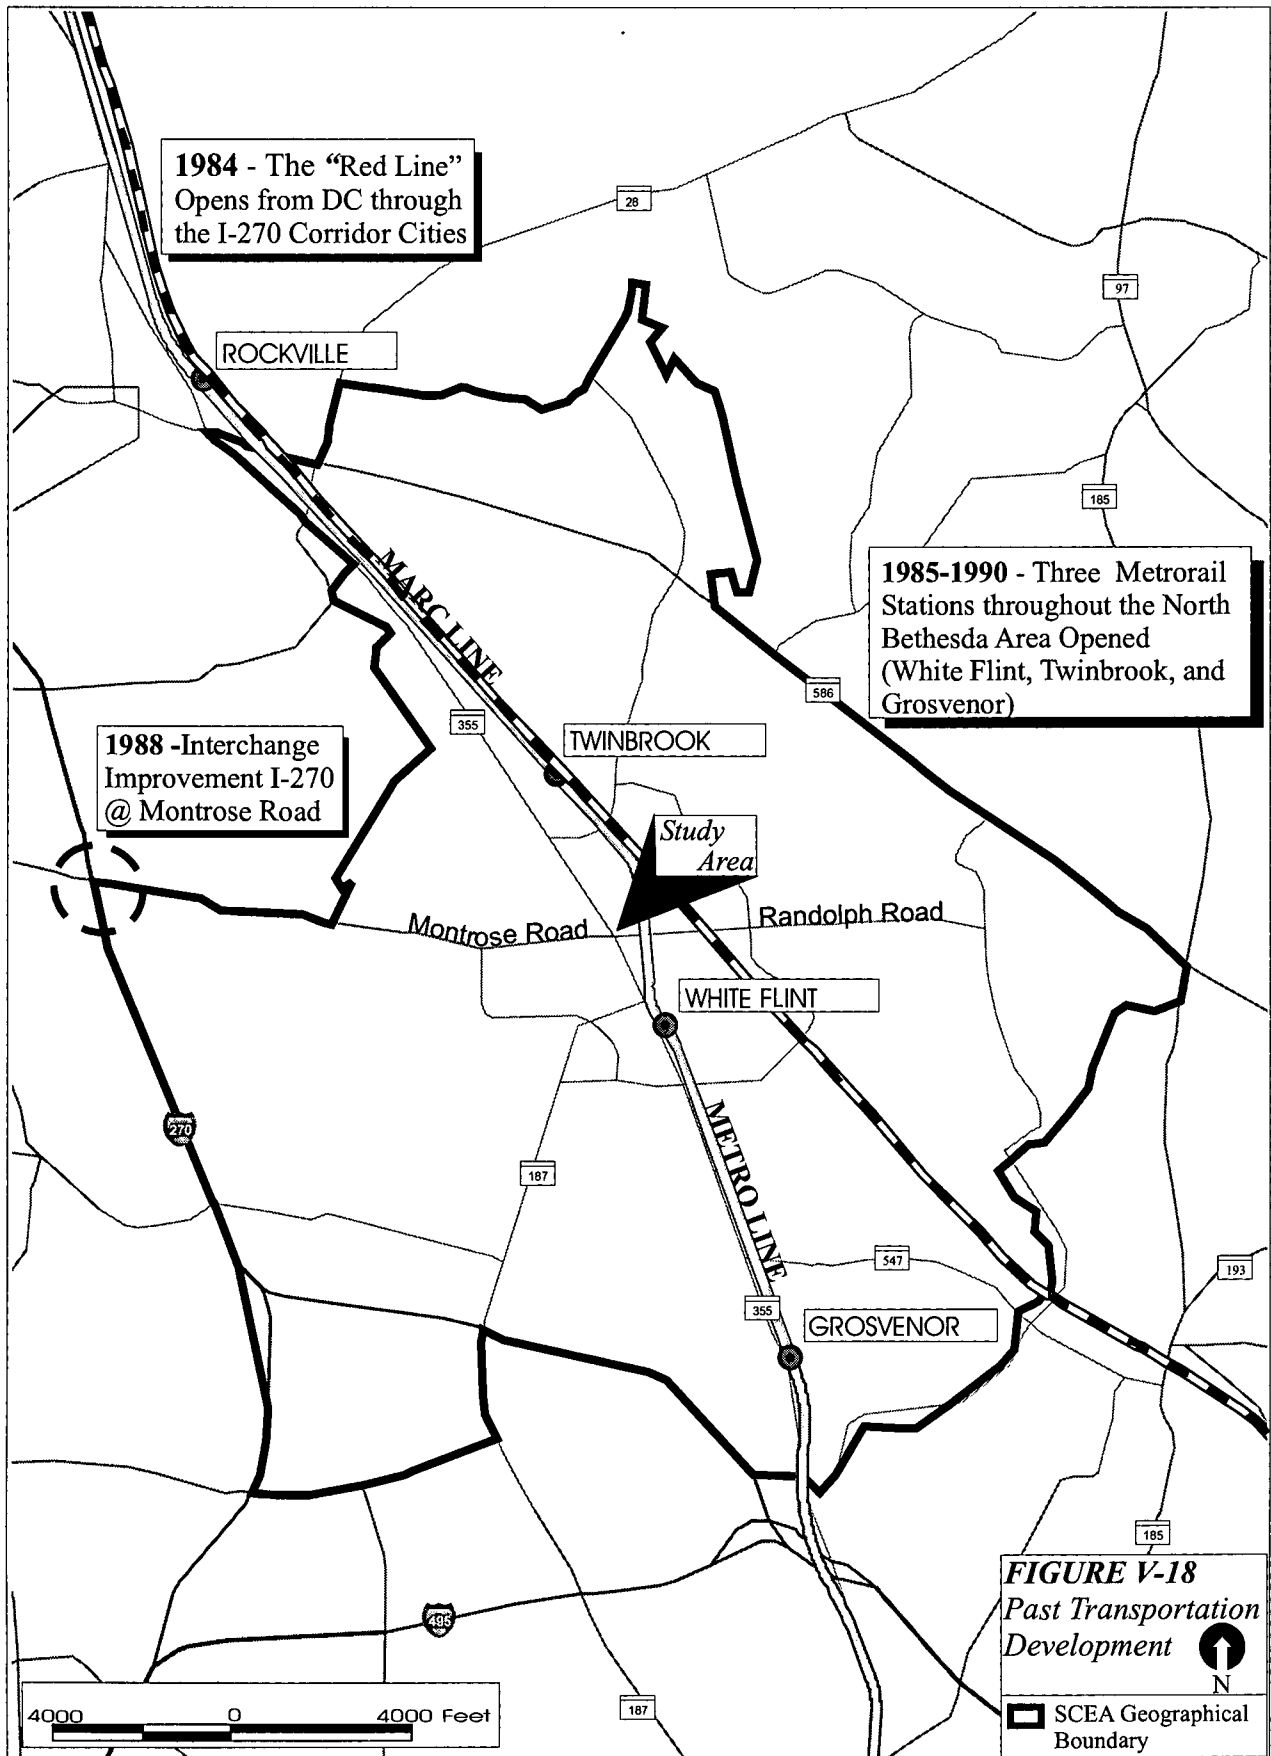 1984 - The “Red Line”
Opens from DC through
the I-270 Corridor Cities
28
97
ROCKVILLE
185
MARC LINE
1985-1990 - Three Metrorail
Stations throughout the North
Bethesda Area Opened
(White Flint, Twinbrook, and
Grosvenor)
586
355
1988 -Interchange
Improvement I-270
@ Montrose Road
TWINBROOK
Study
Area
Montrose Road
Randolph Road
WHITE FLINT
270
METRO LINE
187
547
193
355
GROSVENOR
185
495
187
FIGURE V-18
Past Transportation
Development
N
4000 0 4000 Feet
SCEA Geographical
Boundary